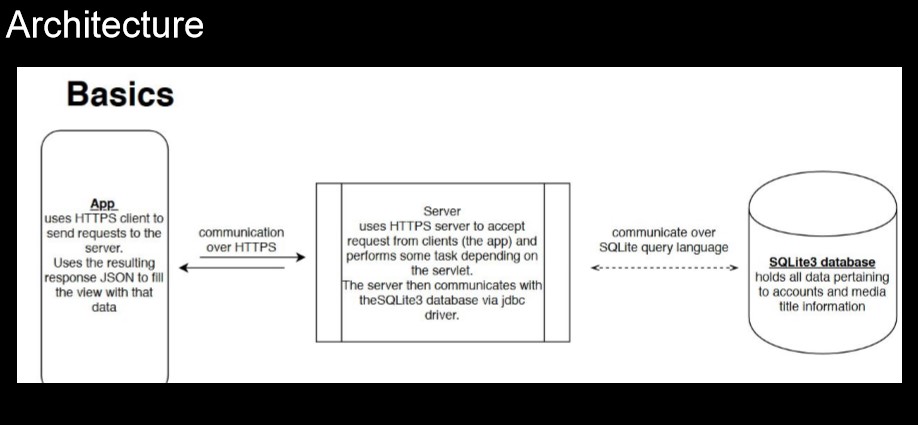 Architecture
Basics
App
uses HTTPS client to
send requests to the
server.
Uses the resulting
response JSON to fill
the view with that
data
communication
over HTTPS
Server
uses HTTPS server to accept
request from clients (the app) and
performs some task depending on
the servlet.
The server then communicates with
theSQLite3 database via jdbc
driver.
communicate over
SQLite query language
SQLite3 database
holds all data pertaining
to accounts and media
title information